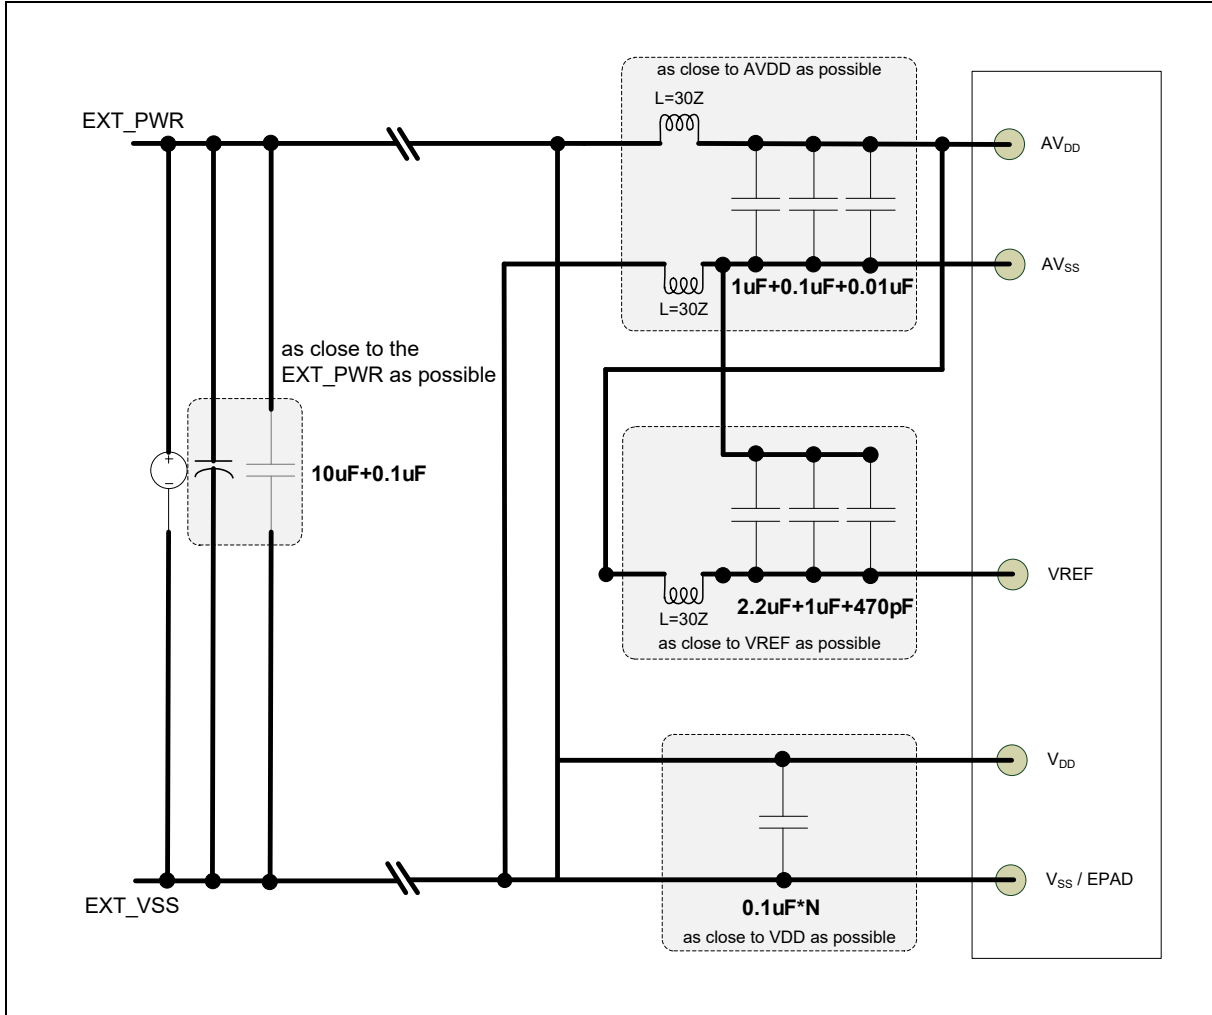 as close to AVDD as possible
L=30Z
EXT_PWR
AVDD
AVSS
1uF+0.1uF+0.01uF
L=30Z
as close to the
EXT_PWR as possible
+
10uF+0.1uF
–
VREF
2.2uF+1uF+470pF
L=30Z
as close to VREF as possible
VDD
VSS / EPAD
EXT_VSS
0.1uF*N
as close to VDD as possible